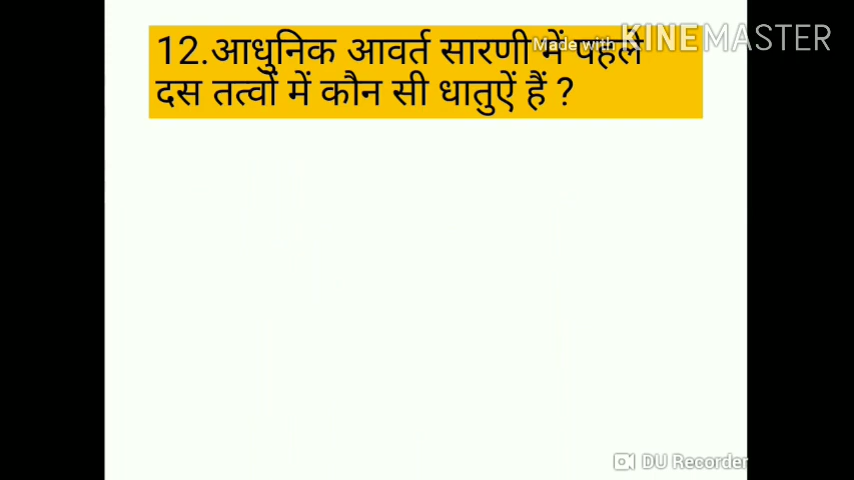 12.आधुनिक आवर्त सारणी में पहले
दस तत्वों में कौन सी धातुऐं हैं ?
Made with KINEMASTER
DU Recorder